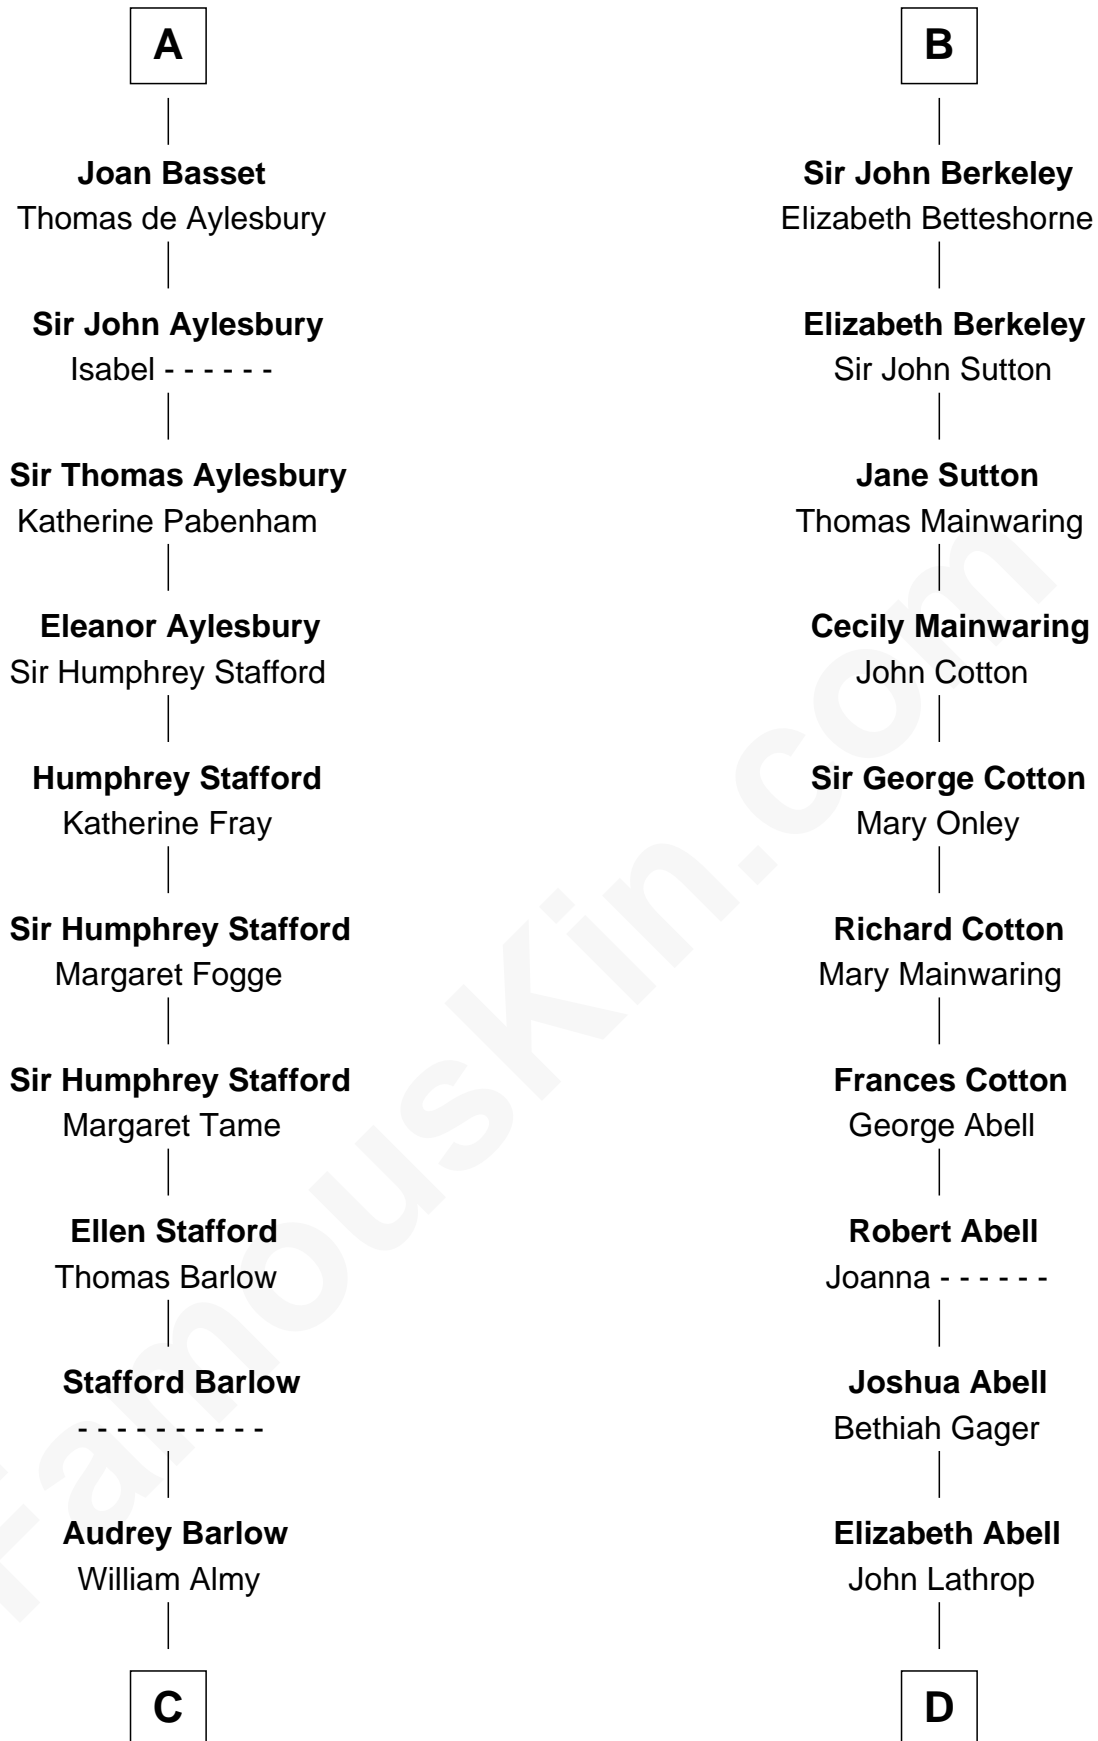 A
Joan Basset
Thomas de Aylesbury
Sir John Aylesbury
Isabel - - - - - -
Sir Thomas Aylesbury
Katherine Pabenham
Eleanor Aylesbury
Sir Humphrey Stafford
Humphrey Stafford
Katherine Fray
Sir Humphrey Stafford
Margaret Fogge
Sir Humphrey Stafford
Margaret Tame
Ellen Stafford
Thomas Barlow
Stafford Barlow
- - - - - - - - - -
Audrey Barlow
William Almy
C
B
Sir John Berkeley
Elizabeth Betteshorne
Elizabeth Berkeley
Sir John Sutton
Jane Sutton
Thomas Mainwaring
Cecily Mainwaring
John Cotton
Sir George Cotton
Mary Onley
Richard Cotton
Mary Mainwaring
Frances Cotton
George Abell
Robert Abell
Joanna - - - - - -
Joshua Abell
Bethiah Gager
Elizabeth Abell
John Lathrop
D
FamousKin.com